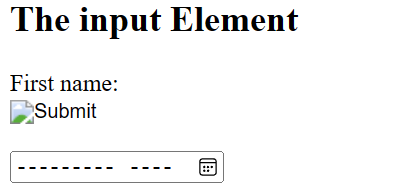 The input Element
First name:
Submit
--------- ----